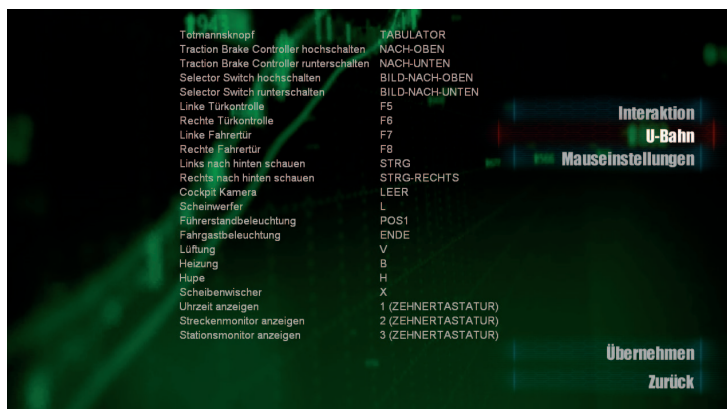 1943
Totmannsknopf TABULATOR
Traction Brake Controller hochschalten NACH-OBEN
Traction Brake Controller runterschalten NACH-UNTEN
Selector Switch hochschalten BILD-NACH-OBEN
Selector Switch runterschalten BILD-NACH-UNTEN
Linke Türkontrolle F5
Rechte Türkontrolle F6
Linke Fahrertür F7
Rechte Fahrertür F8
Links nach hinten schauen STRG
Rechts nach hinten schauen STRG-RECHTS
Cockpit Kamera LEER
Scheinwerfer L
Führerstandbeleuchtung POS1
Fahrgastbeleuchtung ENDE
Lüftung V
Heizung B
Hupe H
Scheibenwischer X
Uhrzeit anzeigen 1 (ZEHNERTASTATUR)
Streckenmonitor anzeigen 2 (ZEHNERTASTATUR)
Stationsmonitor anzeigen 3 (ZEHNERTASTATUR)
Interaktion
U-Bahn
Mauseinstellungen
Übernehmen
Zurück